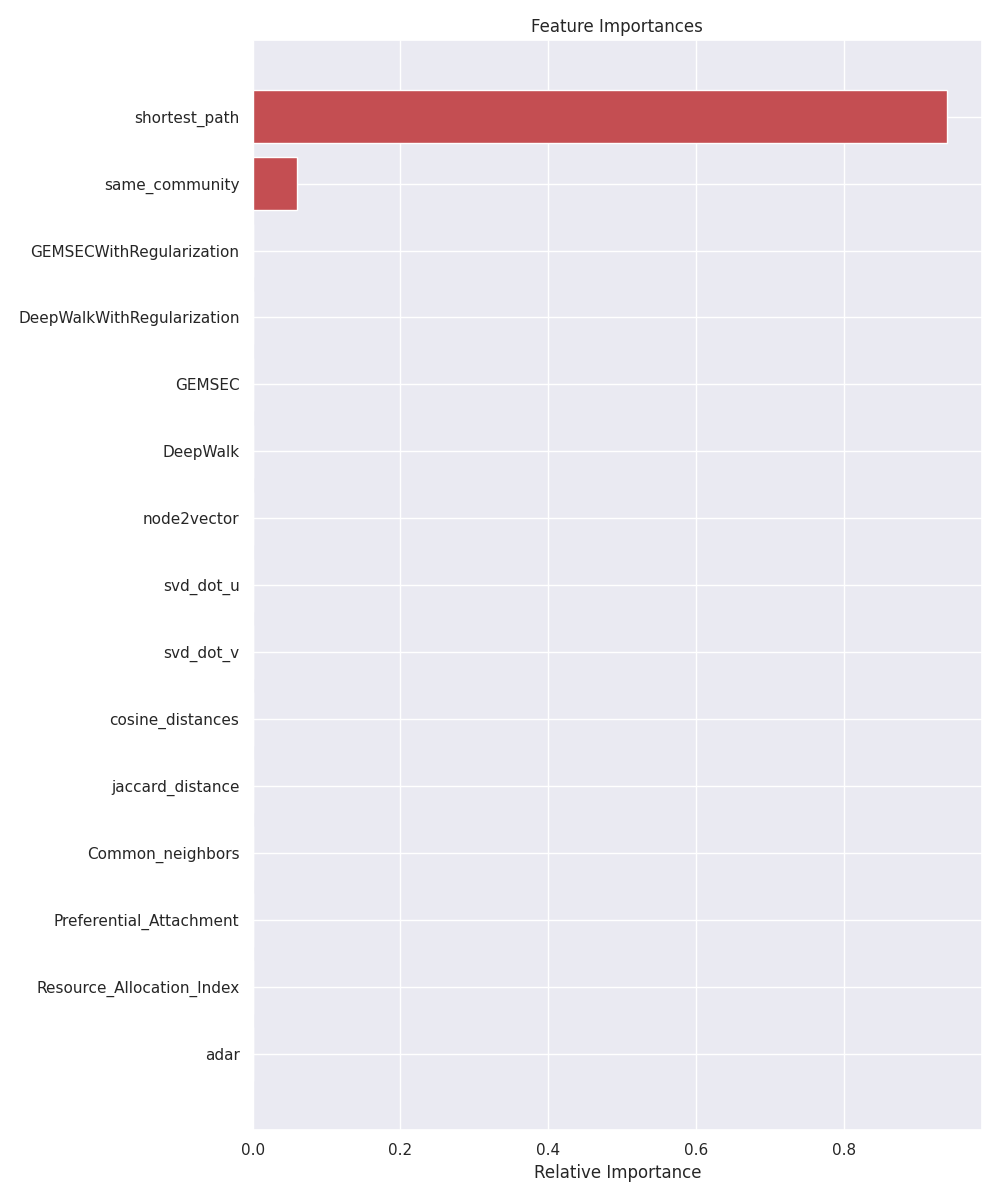 Feature Importances
shortest_path
same_community
GEMSECWithRegularization
DeepWalkWithRegularization
GEMSEC
DeepWalk
node2vector
svd_dot_u
svd_dot_v
cosine_distances
jaccard_distance
Common_neighbors
Preferential_Attachment
Resource_Allocation_Index
adar
0.0 0.2 0.4 0.6 0.8
Relative Importance